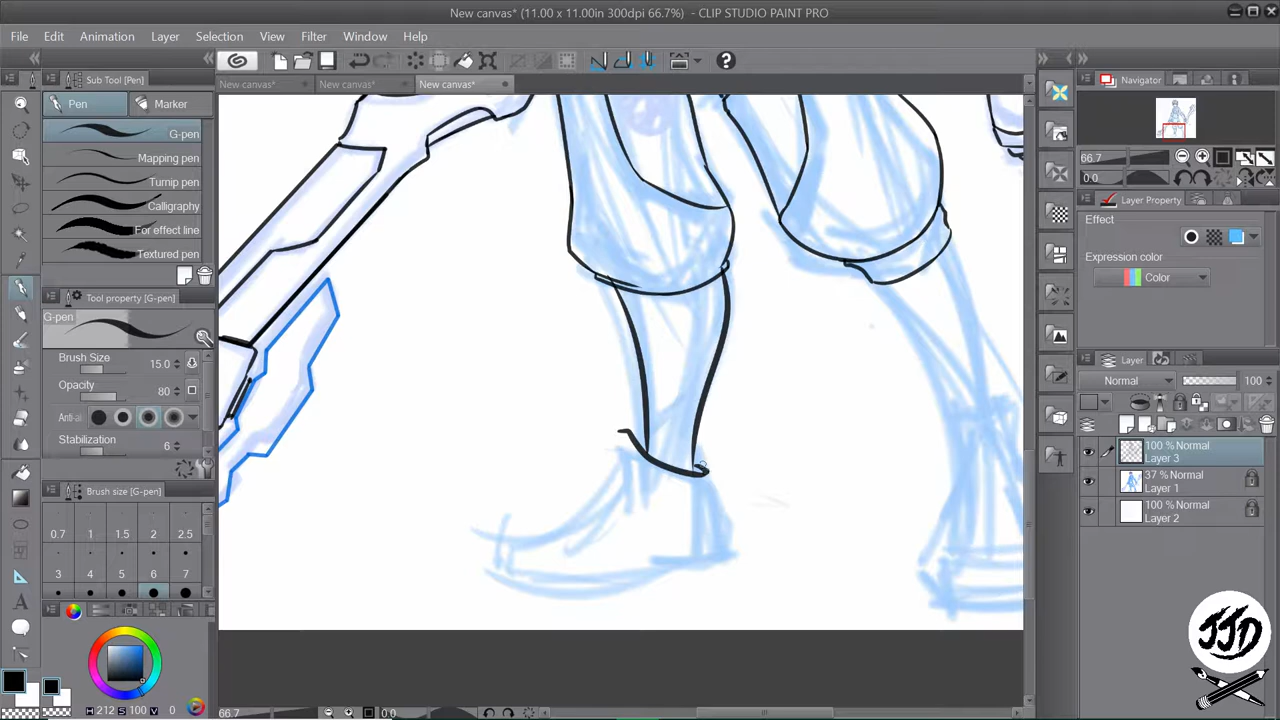 New canvas* (11.00 x 11.00in 300dpi 66.7%) - CLIP STUDIO PAINT PRO
File Edit Animation Layer Selection View Filter Window Help
Sub Tool [Pen] New canvas* New canvas* New canvas* Navigator
Pen Marker
G-pen
Mapping pen
Turnip pen
Calligraphy
For effect line
Textured pen
66.7
0.0
Layer Property
Effect
Expression color
Color
Tool property [G-pen]
G-pen
Brush Size 15.0
Opacity 80
Anti-al
Stabilization 6
Layer
Normal 100
100 % Normal
Layer 3
37 % Normal
Layer 1
100 % Normal
Layer 2
Brush size [G-pen]
0.7 1 1.5 2 2.5
3 4 5 6 7
H 212 S 100 V 0
66.7 0.0
JJD